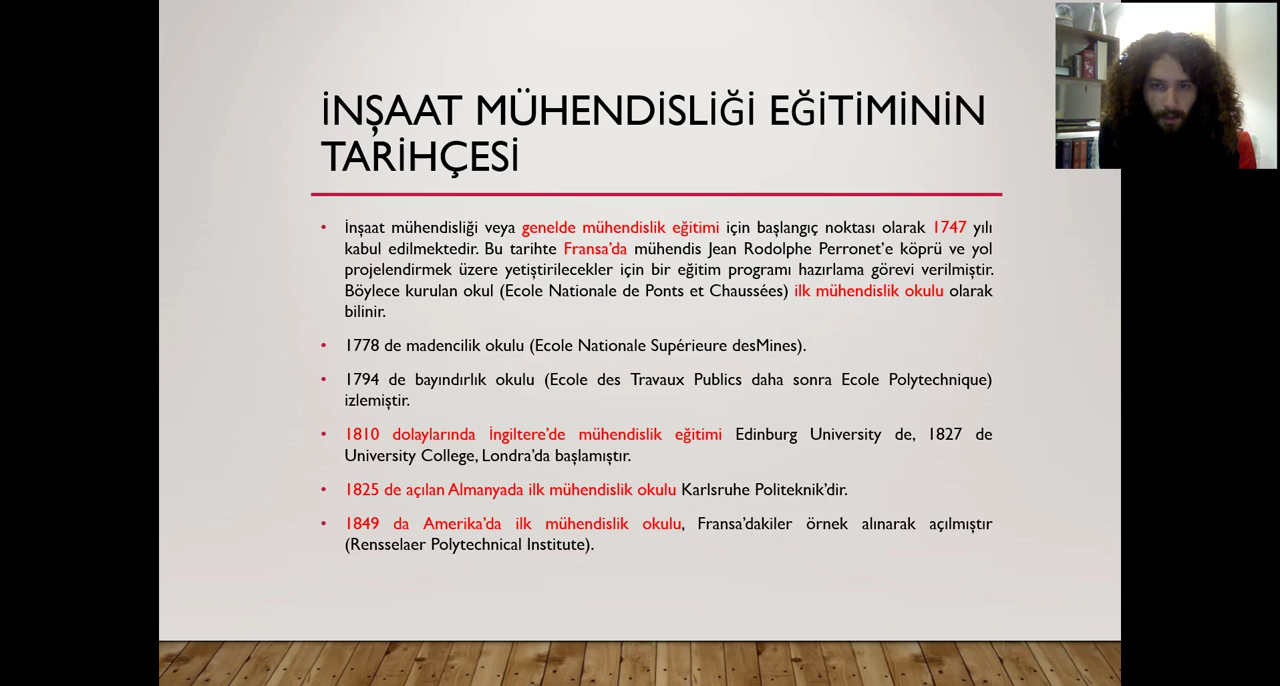 İNŞAAT MÜHENDİSLİĞİ EĞİTİMİNİN
TARİHÇESİ
• İnşaat mühendisliği veya genelde mühendislik eğitimi için başlangıç noktası olarak 1747 yılı
kabul edilmektedir. Bu tarihte Fransa’da mühendis Jean Rodolphe Perronet’e köprü ve yol
projelendirmek üzere yetiştirilecekler için bir eğitim programı hazırlama görevi verilmiştir.
Böylece kurulan okul (Ecole Nationale de Ponts et Chaussées) ilk mühendislik okulu olarak
bilinir.
• 1778 de madencilik okulu (Ecole Nationale Supérieure desMines).
• 1794 de bayındırlık okulu (Ecole des Travaux Publics daha sonra Ecole Polytechnique)
izlemiştir.
• 1810 dolaylarında İngiltere’de mühendislik eğitimi Edinburg University de, 1827 de
University College, Londra’da başlamıştır.
• 1825 de açılan Almanyada ilk mühendislik okulu Karlsruhe Politeknik’dir.
• 1849 da Amerika’da ilk mühendislik okulu, Fransa’dakiler örnek alınarak açılmıştır
(Rensselaer Polytechnical Institute).